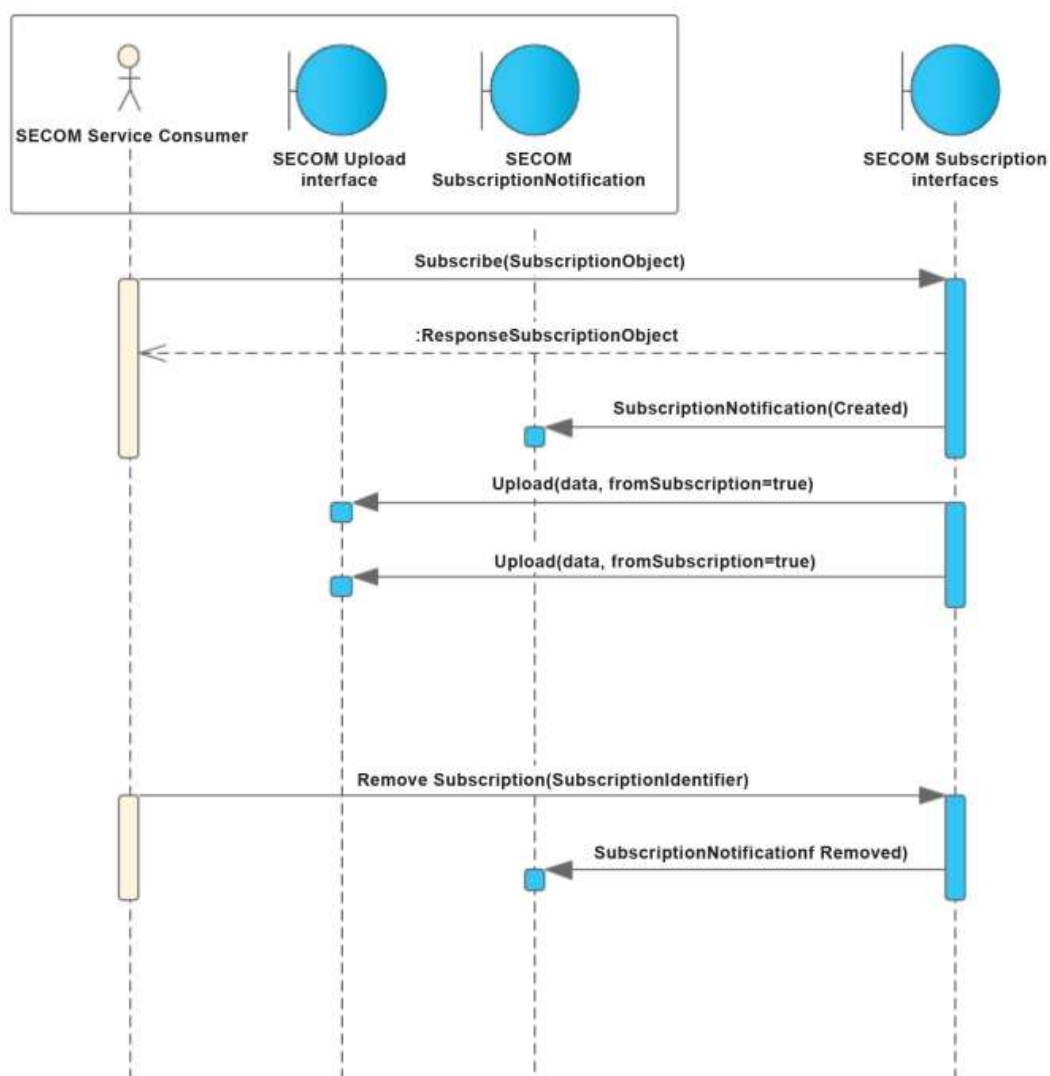 SECOM Service Consumer
SECOM Upload
interface
SECOM
SubscriptionNotification
SECOM Subscription
interfaces
Subscribe(SubscriptionObject)
:ResponseSubscriptionObject
SubscriptionNotification(Created)
Upload(data, fromSubscription=true)
Upload(data, fromSubscription=true)
Remove Subscription(SubscriptionIdentifier)
SubscriptionNotificationf Removed)